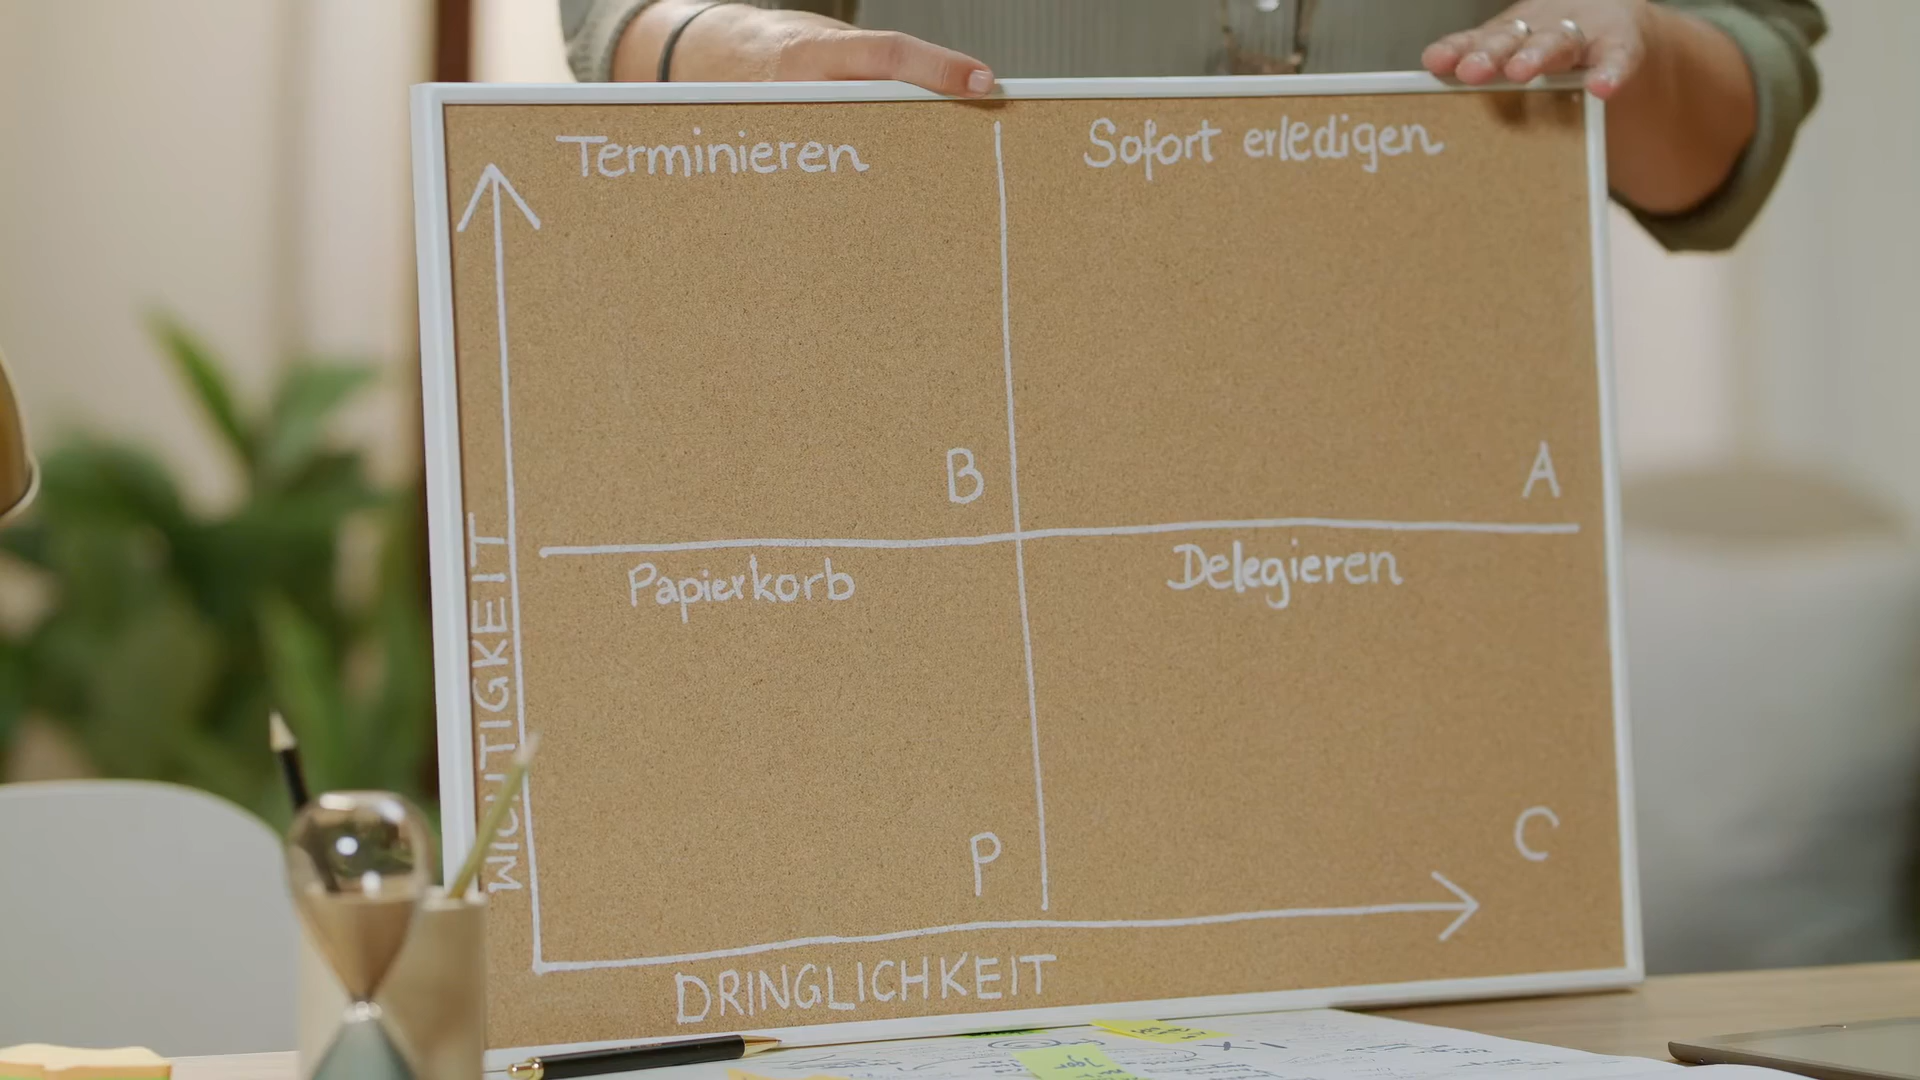 Terminieren
Sofort erledigen
B
A
Papierkorb
Delegieren
P
C
WICHTIGKEIT
DRINGLICHKEIT